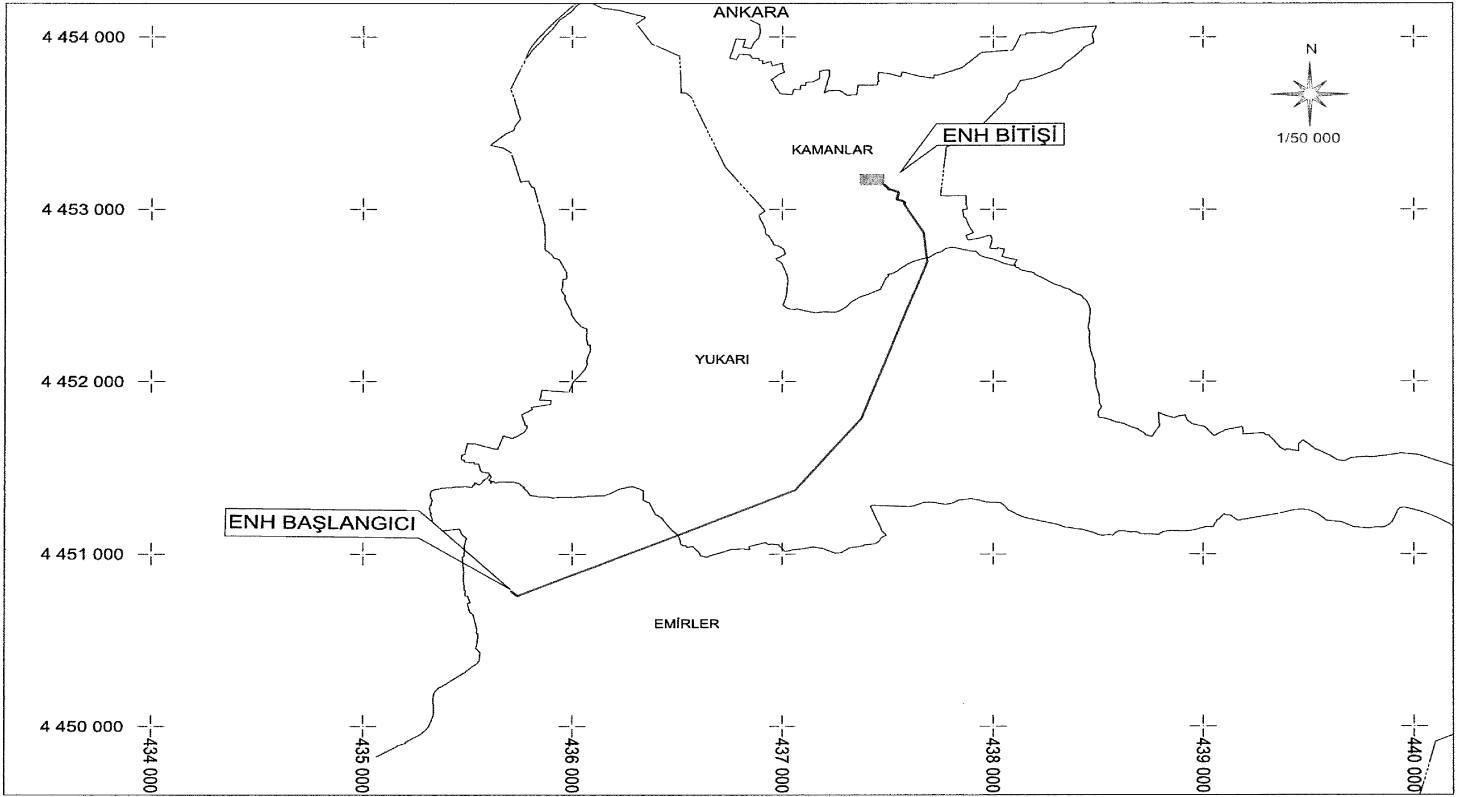 ANKARA
4 454 000
N
1/50 000
ENH BİTİŞİ
KAMANLAR
4 453 000
YUKARI
4 452 000
ENH BAŞLANGICI
4 451 000
EMİRLER
4 450 000
434 000
435 000
436 000
437 000
438 000
439 000
440 000